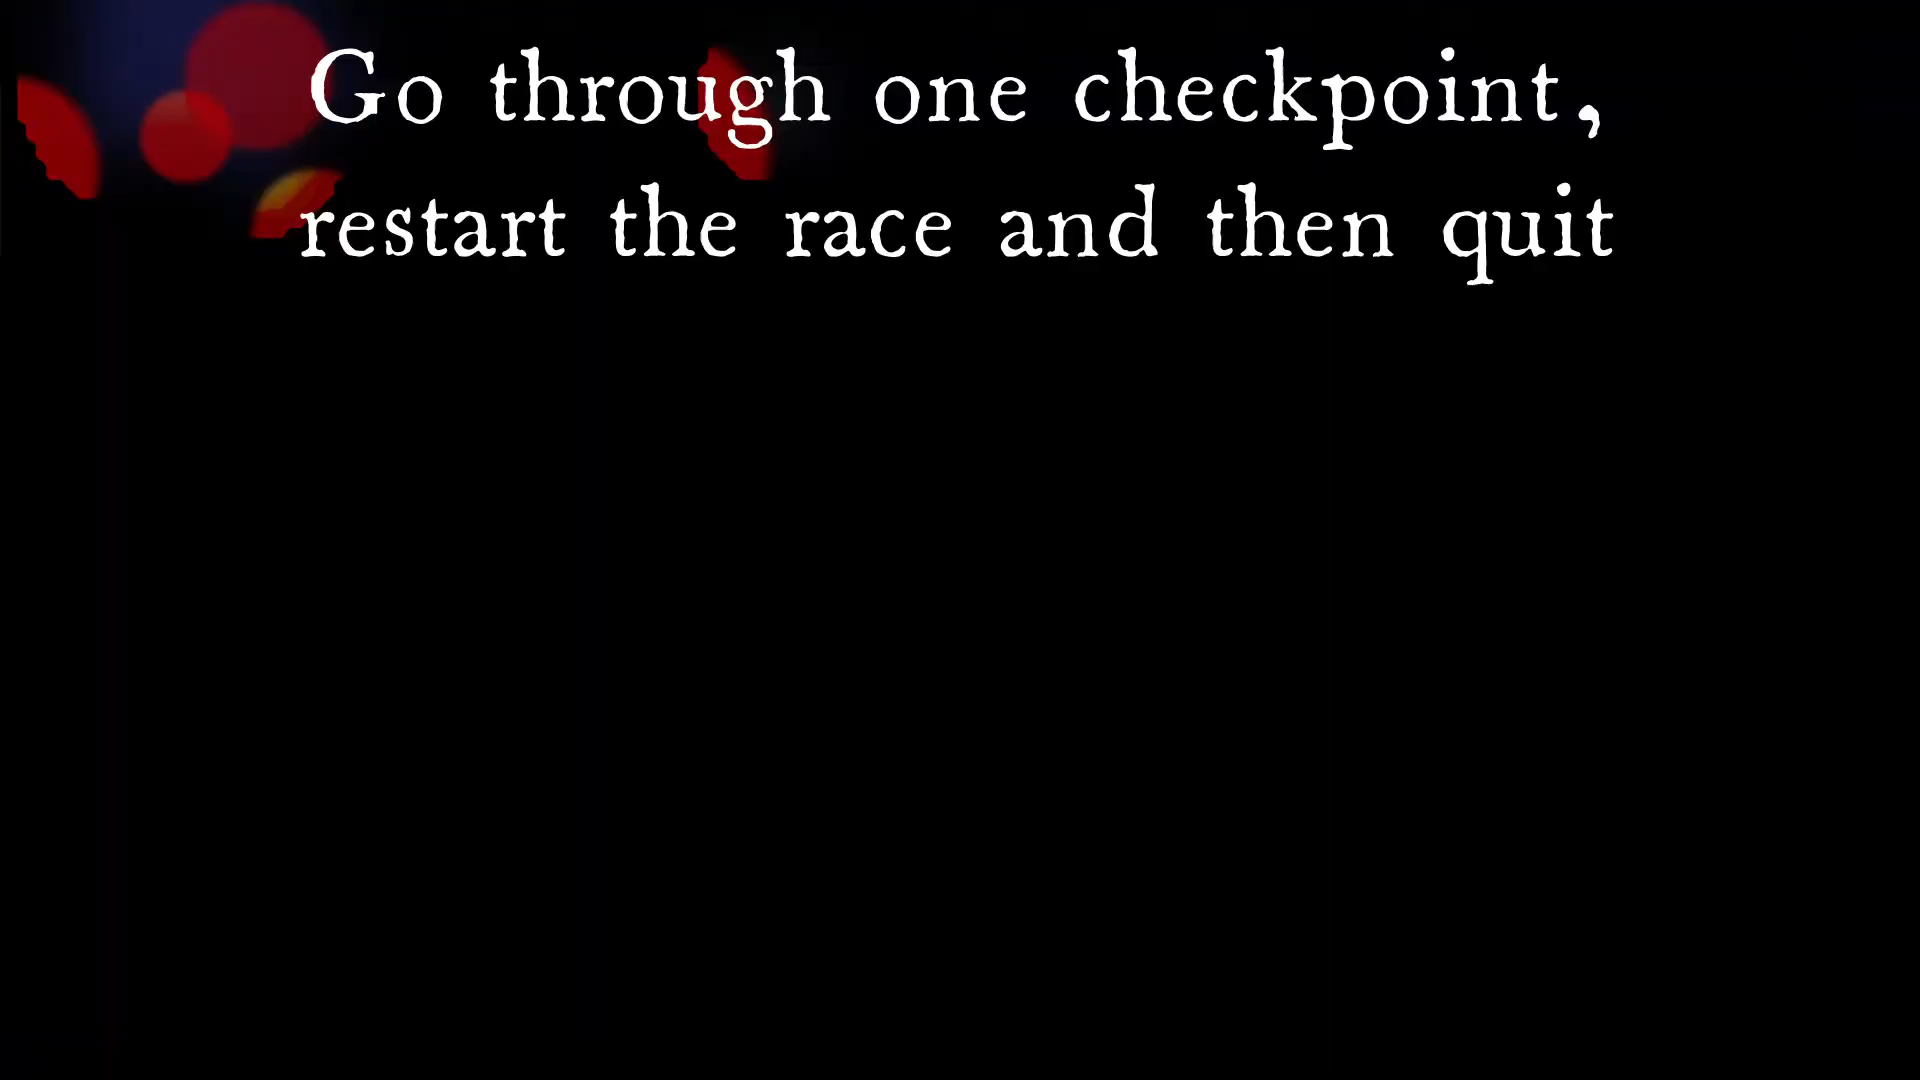 Go through one checkpoint,
restart the race and then quit